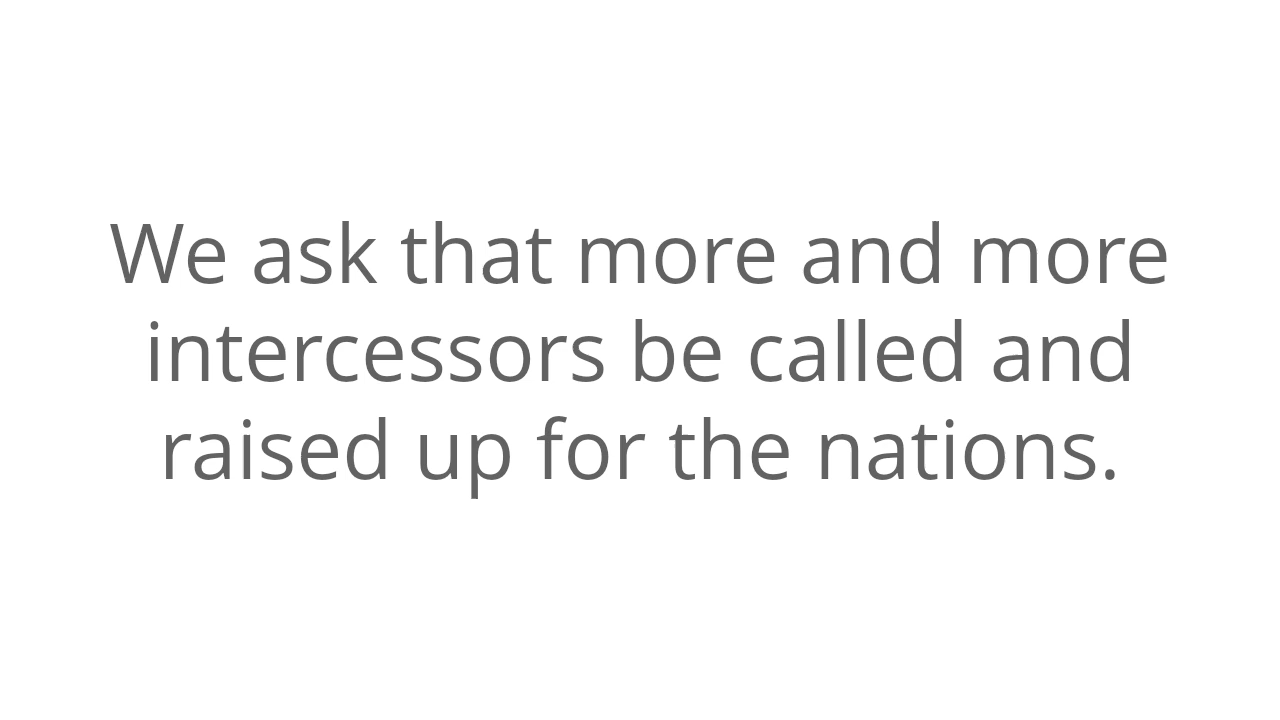 We ask that more and more
intercessors be called and
raised up for the nations.